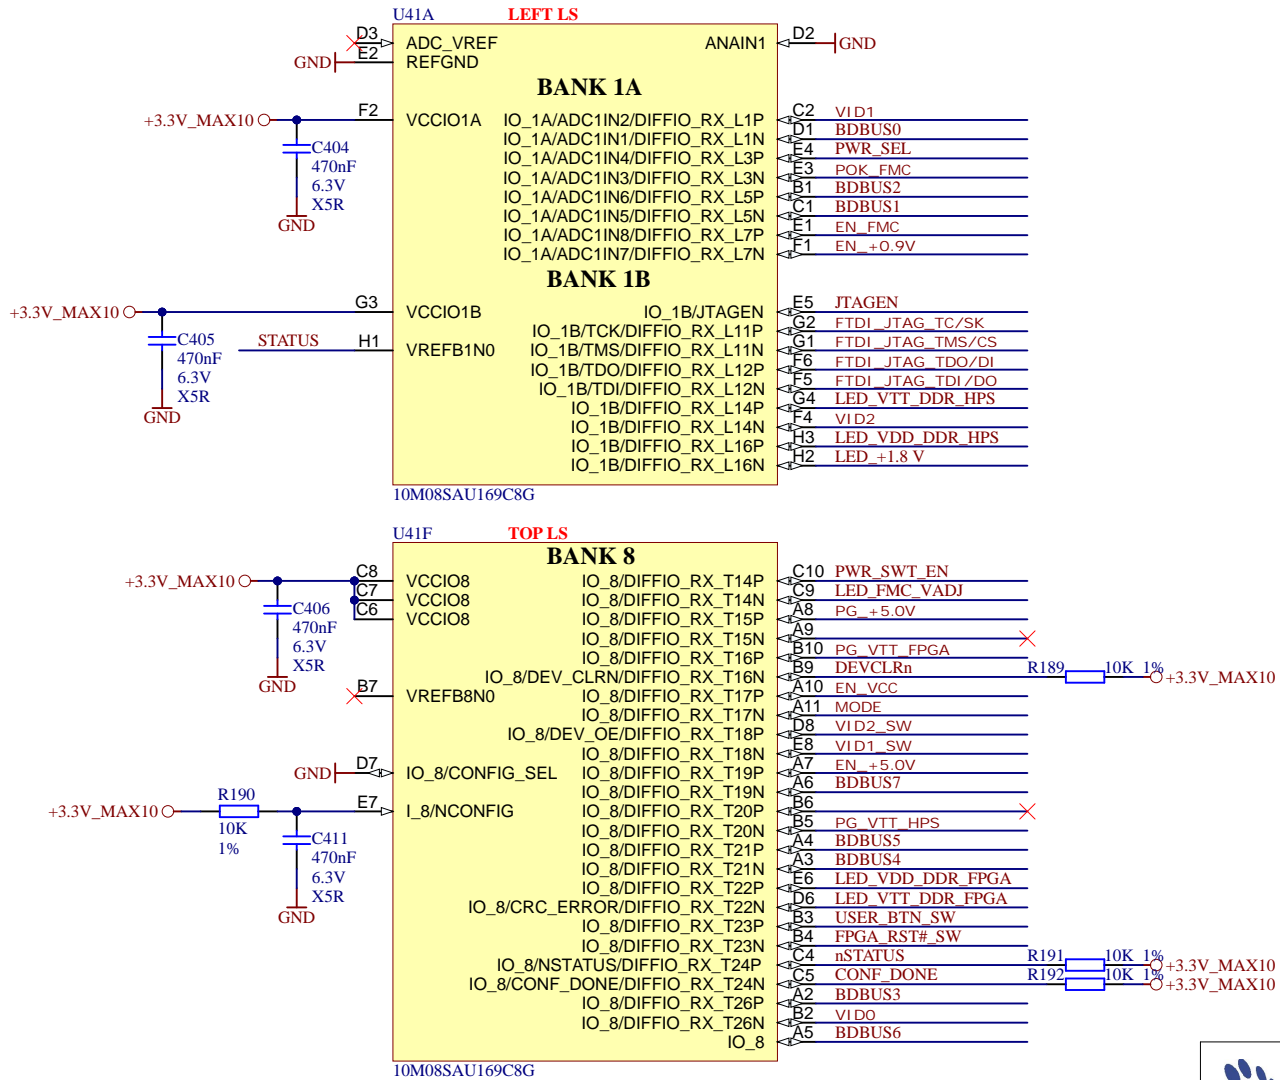 U41A LEFT LS
D3 ADC_VREF ANAIN1 D2 GND
GND E2 REFGND
BANK 1A
+3.3V_MAX10 F2 VCCIO1A IO_1A/ADC1IN2/DIFFIO_RX_L1P C2 VID1
IO_1A/ADC1IN1/DIFFIO_RX_L1N D1 BDBUS0
C404 IO_1A/ADC1IN4/DIFFIO_RX_L3P E4 PWR_SEL
470nF IO_1A/ADC1IN3/DIFFIO_RX_L3N E3 POK_FMC
6.3V IO_1A/ADC1IN6/DIFFIO_RX_L5P B1 BDBUS2
X5R IO_1A/ADC1IN5/DIFFIO_RX_L5N C1 BDBUS1
GND IO_1A/ADC1IN8/DIFFIO_RX_L7P E1 EN_FMC
IO_1A/ADC1IN7/DIFFIO_RX_L7N F1 EN_+0.9V
BANK 1B
+3.3V_MAX10 G3 VCCIO1B IO_1B/JTAGEN E5 JTAGEN
IO_1B/TCK/DIFFIO_RX_L11P G2 FTDI_JTAG_TC/SK
C405 STATUS H1 VREFB1N0 IO_1B/TMS/DIFFIO_RX_L11N G1 FTDI_JTAG_TMS/CS
470nF IO_1B/TDO/DIFFIO_RX_L12P F6 FTDI_JTAG_TDO/DI
6.3V IO_1B/TDI/DIFFIO_RX_L12N F5 FTDI_JTAG_TDI/DO
X5R IO_1B/DIFFIO_RX_L14P G4 LED_VTT_DDR_HPS
GND IO_1B/DIFFIO_RX_L14N F4 VID2
IO_1B/DIFFIO_RX_L16P H3 LED_VDD_DDR_HPS
IO_1B/DIFFIO_RX_L16N H2 LED_+1.8 V
10M08SAU169C8G
U41F TOP LS
BANK 8
+3.3V_MAX10 C8 VCCIO8 IO_8/DIFFIO_RX_T14P C10 PWR_SWT_EN
C7 VCCIO8 IO_8/DIFFIO_RX_T14N C9 LED_FMC_VADJ
C406 C6 VCCIO8 IO_8/DIFFIO_RX_T15P A8 PG_+5.0V
470nF IO_8/DIFFIO_RX_T15N A9
6.3V IO_8/DIFFIO_RX_T16P B10 PG_VTT_FPGA
X5R IO_8/DEV_CLRN/DIFFIO_RX_T16N B9 DEVCLRn R189 10K 1% +3.3V_MAX10
GND B7 VREFB8N0 IO_8/DIFFIO_RX_T17P A10 EN_VCC
IO_8/DIFFIO_RX_T17N A11 MODE
IO_8/DEV_OE/DIFFIO_RX_T18P D8 VID2_SW
IO_8/DIFFIO_RX_T18N E8 VID1_SW
GND D7 IO_8/CONFIG_SEL IO_8/DIFFIO_RX_T19P A7 EN_+5.0V
R190 IO_8/DIFFIO_RX_T19N A6 BDBUS7
+3.3V_MAX10 E7 I_8/NCONFIG IO_8/DIFFIO_RX_T20P B6
10K IO_8/DIFFIO_RX_T20N B5 PG_VTT_HPS
1% C411 IO_8/DIFFIO_RX_T21P A4 BDBUS5
470nF IO_8/DIFFIO_RX_T21N A3 BDBUS4
6.3V IO_8/DIFFIO_RX_T22P E6 LED_VDD_DDR_FPGA
X5R IO_8/CRC_ERROR/DIFFIO_RX_T22N D6 LED_VTT_DDR_FPGA
GND IO_8/DIFFIO_RX_T23P B3 USER_BTN_SW
IO_8/DIFFIO_RX_T23N B4 FPGA_RST#_SW
IO_8/NSTATUS/DIFFIO_RX_T24P C4 nSTATUS R191 10K 1% +3.3V_MAX10
IO_8/CONF_DONE/DIFFIO_RX_T24N C5 CONF_DONE R192 10K 1% +3.3V_MAX10
IO_8/DIFFIO_RX_T26P A2 BDBUS3
IO_8/DIFFIO_RX_T26N B2 VID0
IO_8 A5 BDBUS6
10M08SAU169C8G